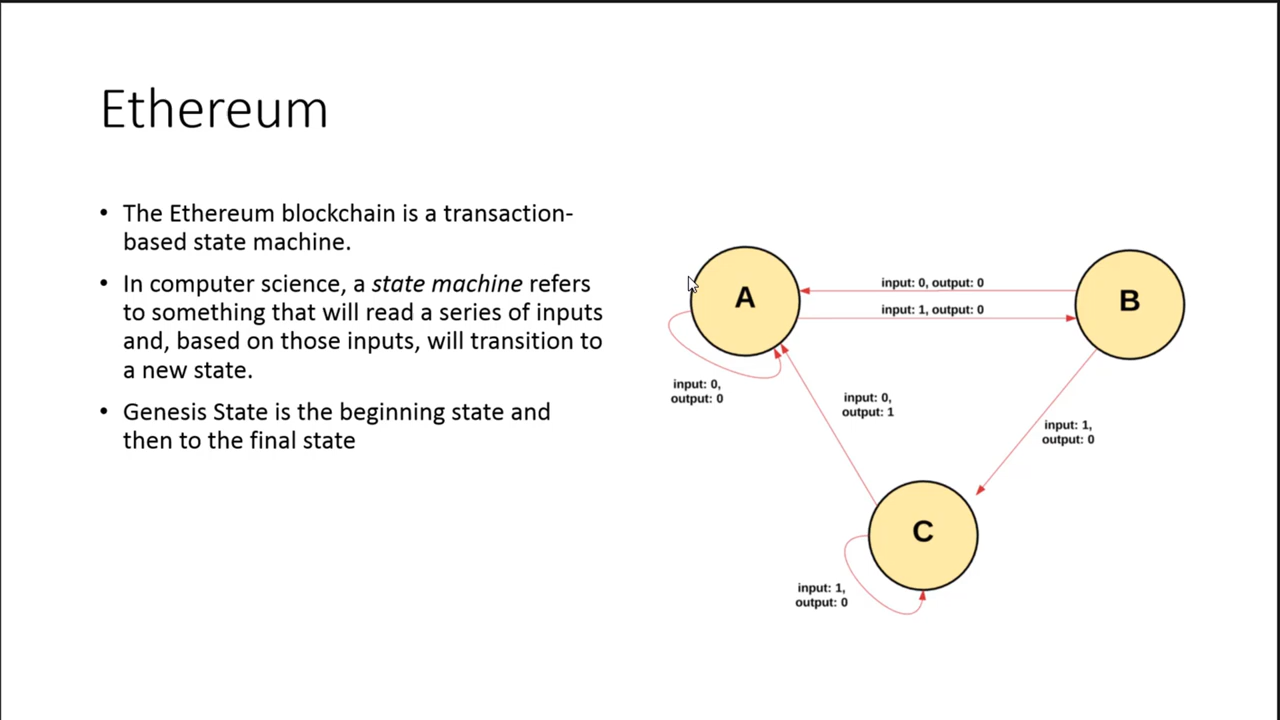 Ethereum
• The Ethereum blockchain is a transaction-
based state machine.
• In computer science, a state machine refers
to something that will read a series of inputs
and, based on those inputs, will transition to
a new state.
• Genesis State is the beginning state and
then to the final state
A
B
input: 0, output: 0
input: 1, output: 0
input: 0,
output: 0
input: 0,
output: 1
input: 1,
output: 0
C
input: 1,
output: 0